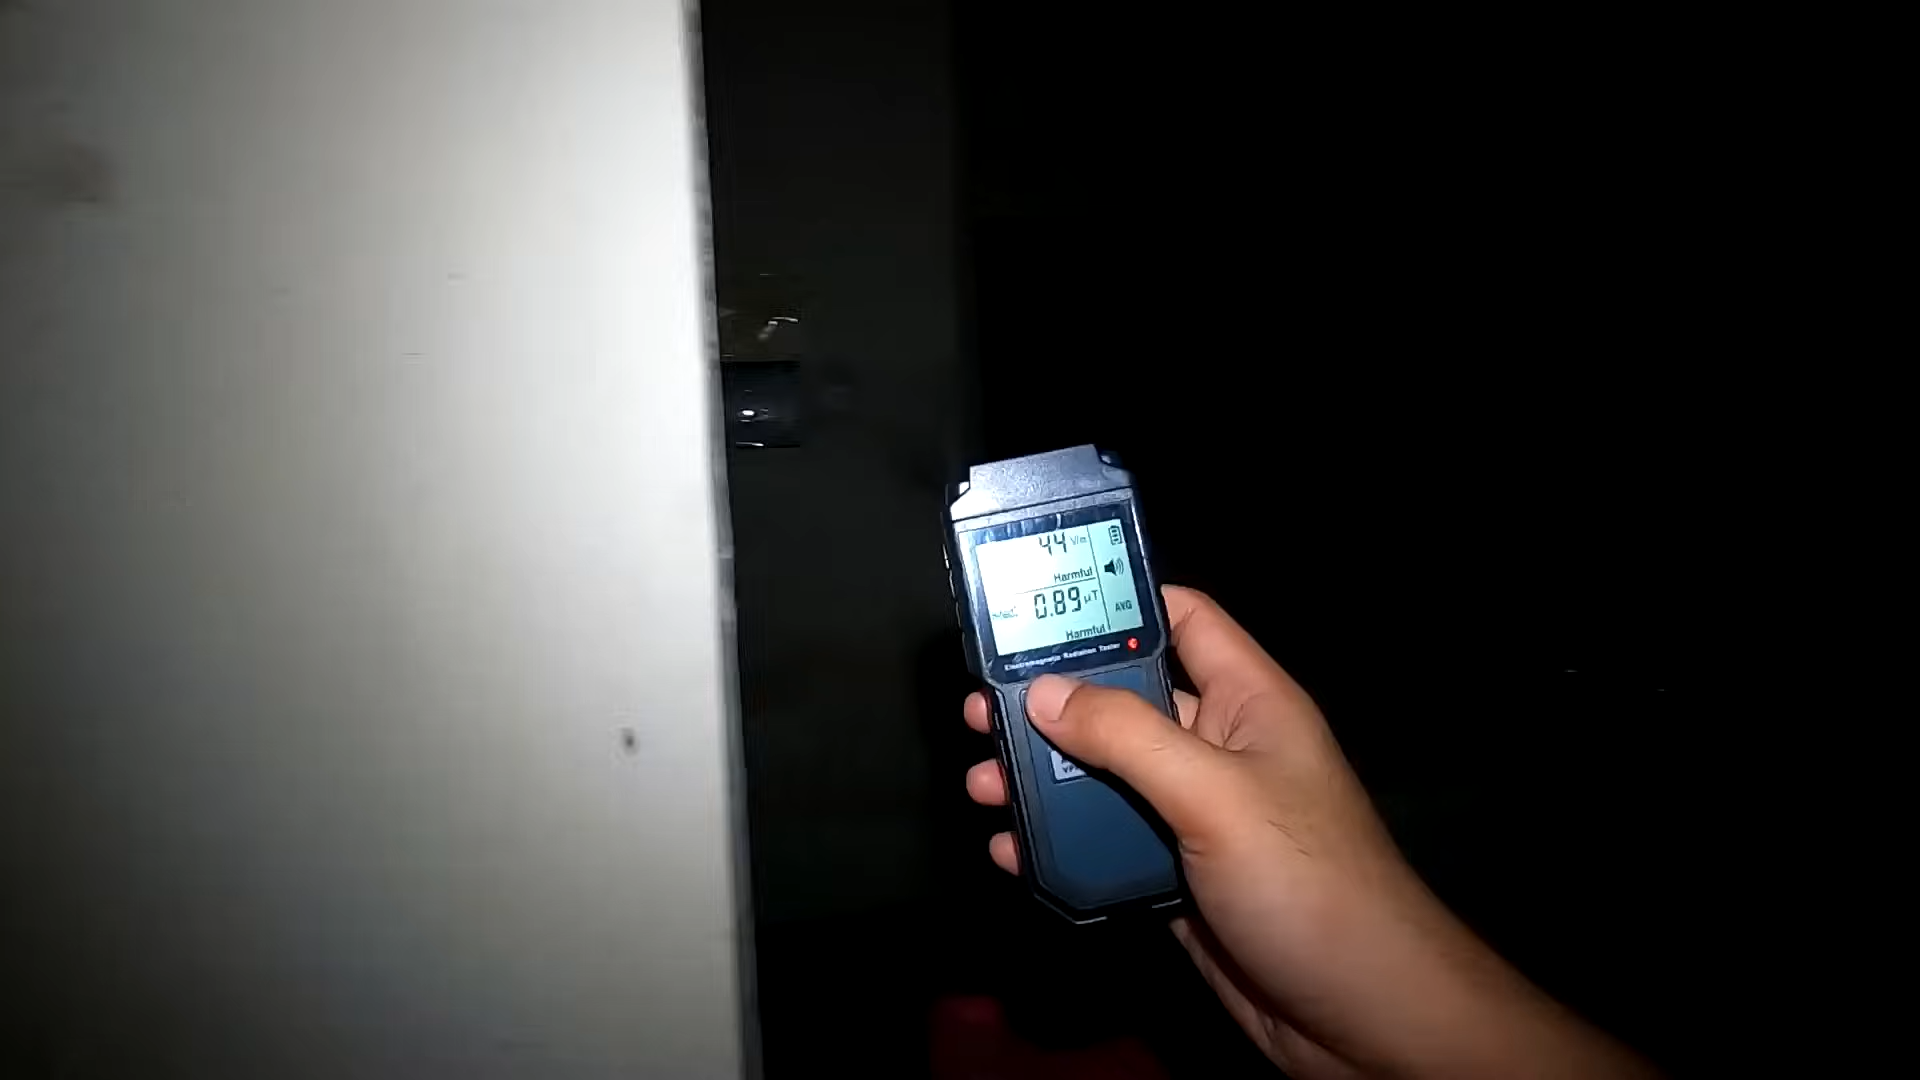 44 V/m
Harmful
0.89 µT
AVG
Harmful
Electromagnetic Radiation Tester